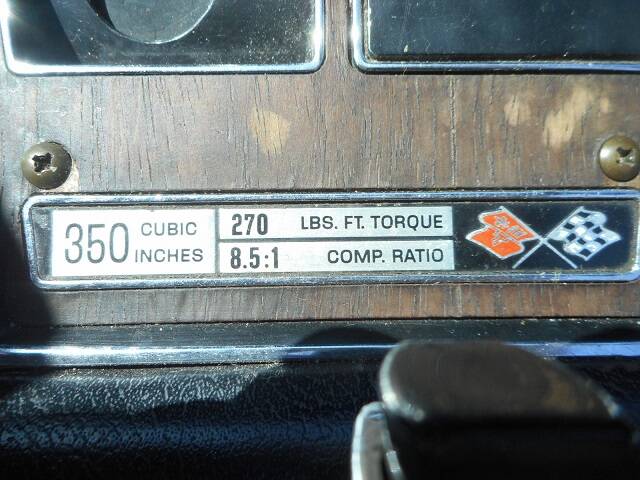 350 CUBIC INCHES
270 LBS. FT. TORQUE
8.5:1 COMP. RATIO